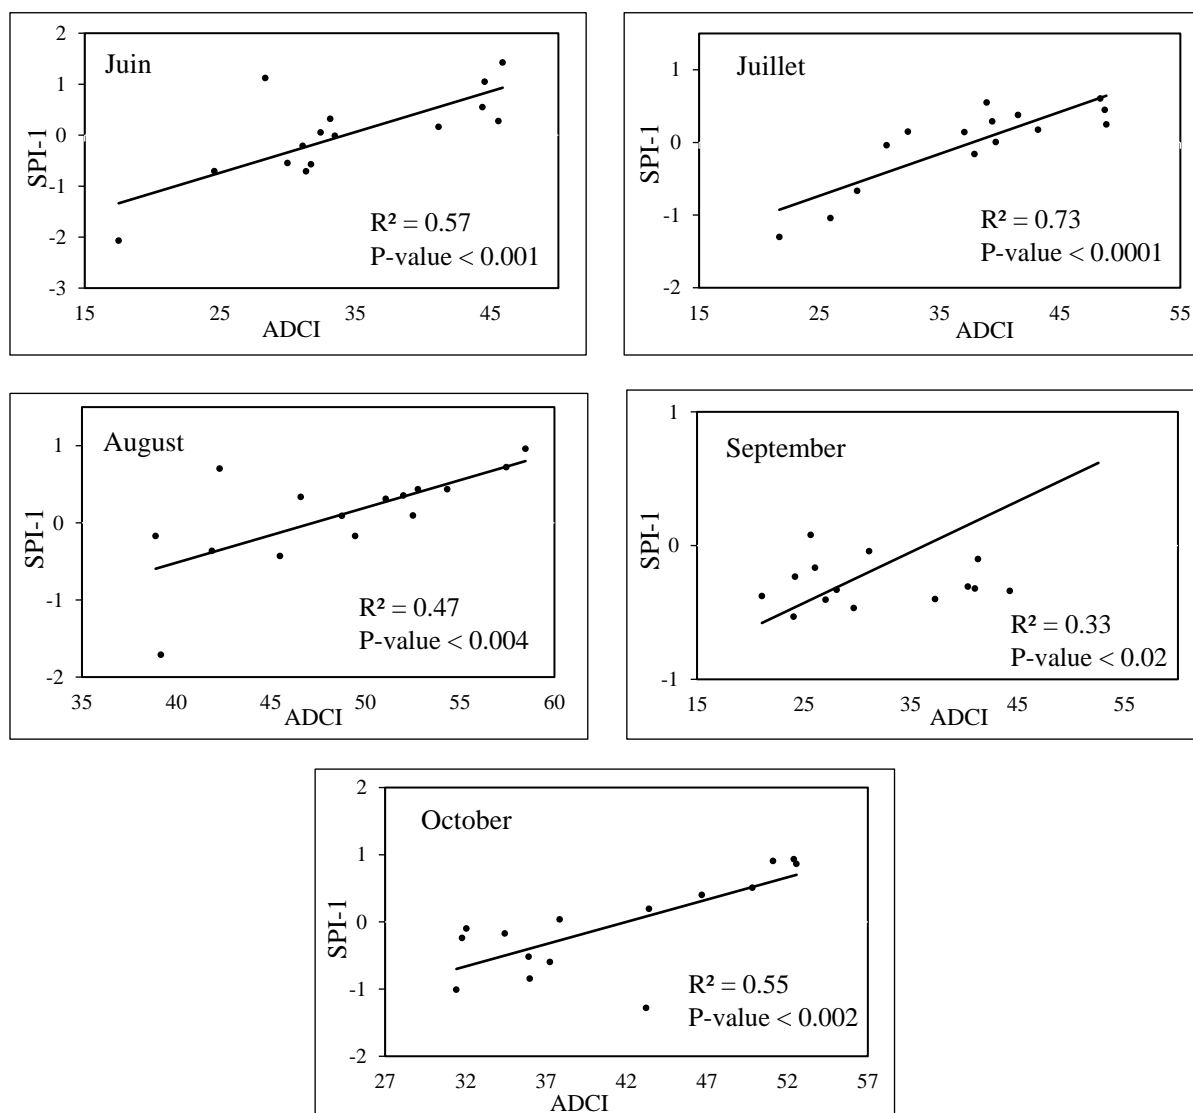 Juin
SPI-1
2
1
0
-1
-2
-3
R² = 0.57
P-value < 0.001
15 25 35 45
ADCI
Juillet
SPI-1
1
0
-1
-2
R² = 0.73
P-value < 0.0001
15 25 35 45 55
ADCI
August
SPI-1
1
0
-1
-2
R² = 0.47
P-value < 0.004
35 40 45 50 55 60
ADCI
September
SPI-1
1
0
-1
R² = 0.33
P-value < 0.02
15 25 35 45 55
ADCI
October
SPI-1
2
1
0
-1
-2
R² = 0.55
P-value < 0.002
27 32 37 42 47 52 57
ADCI